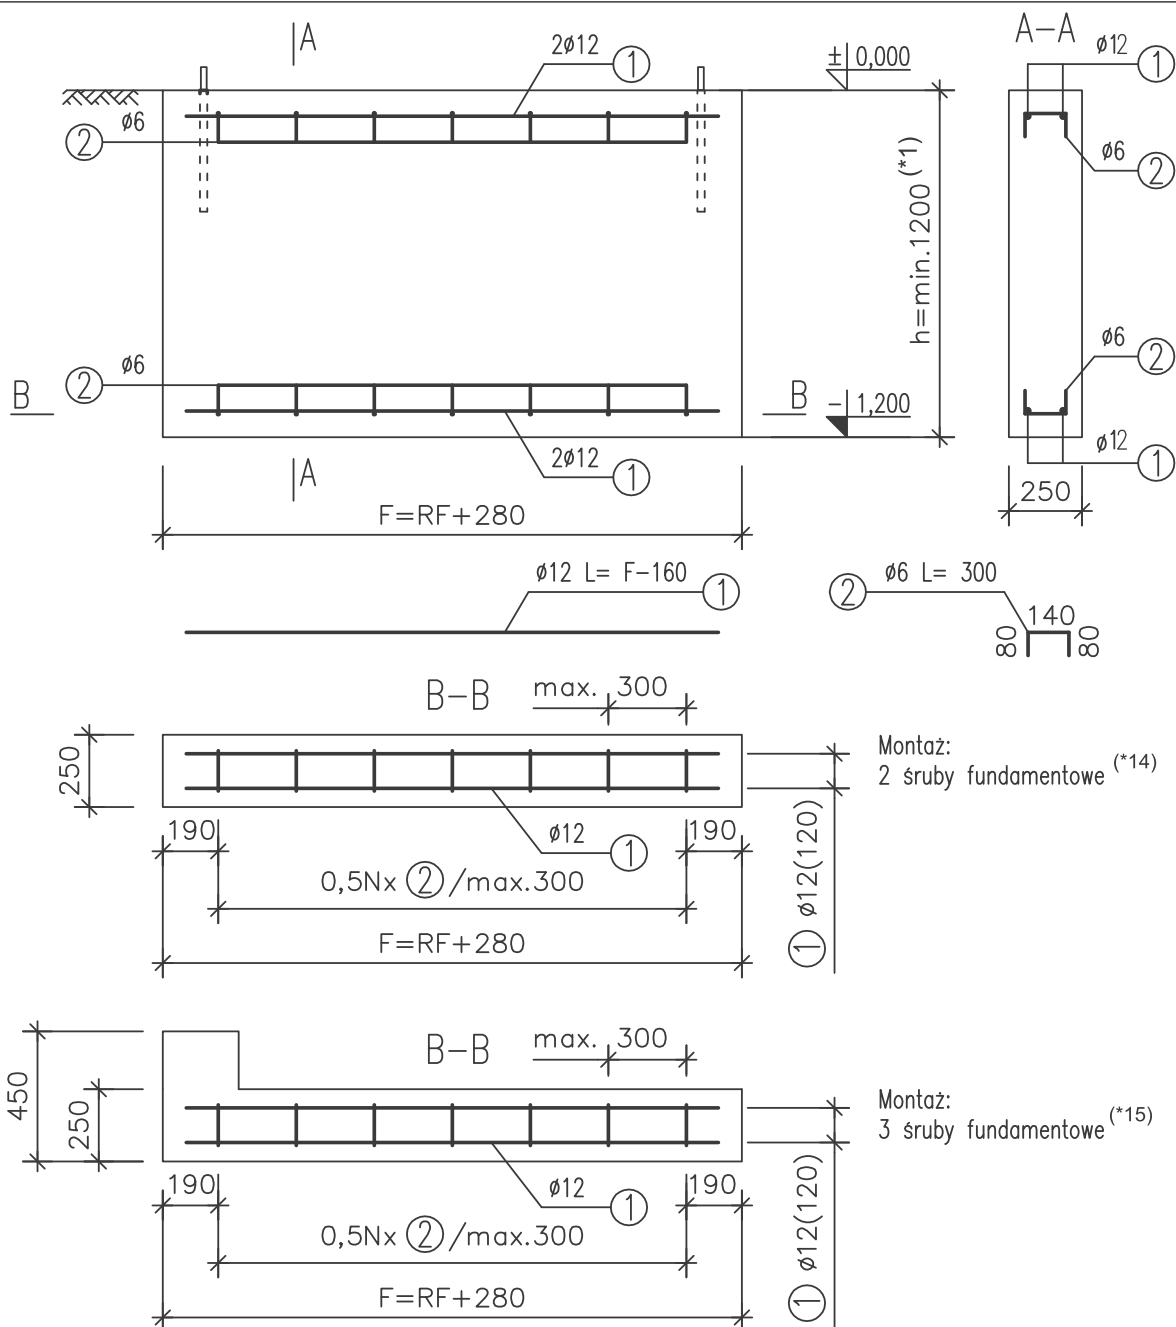 A
2ø12 1
± 0,000
A-A
ø12 1
ø6
2
ø6
2
h=min.1200 (*1)
ø6
2
B
ø6
2
B
- 1,200
ø12
1
A
2ø12
1
250
F=RF+280
ø12 L= F-160 1
2 ø6 L= 300
140
80
80
B-B
max. 300
250
Montaż:
2 śruby fundamentowe (*14)
190
ø12
1
190
0,5Nx 2 /max.300
1 ø12(120)
F=RF+280
B-B
max. 300
450
250
Montaż:
3 śruby fundamentowe (*15)
190
ø12
1
190
0,5Nx 2 /max.300
1 ø12(120)
F=RF+280